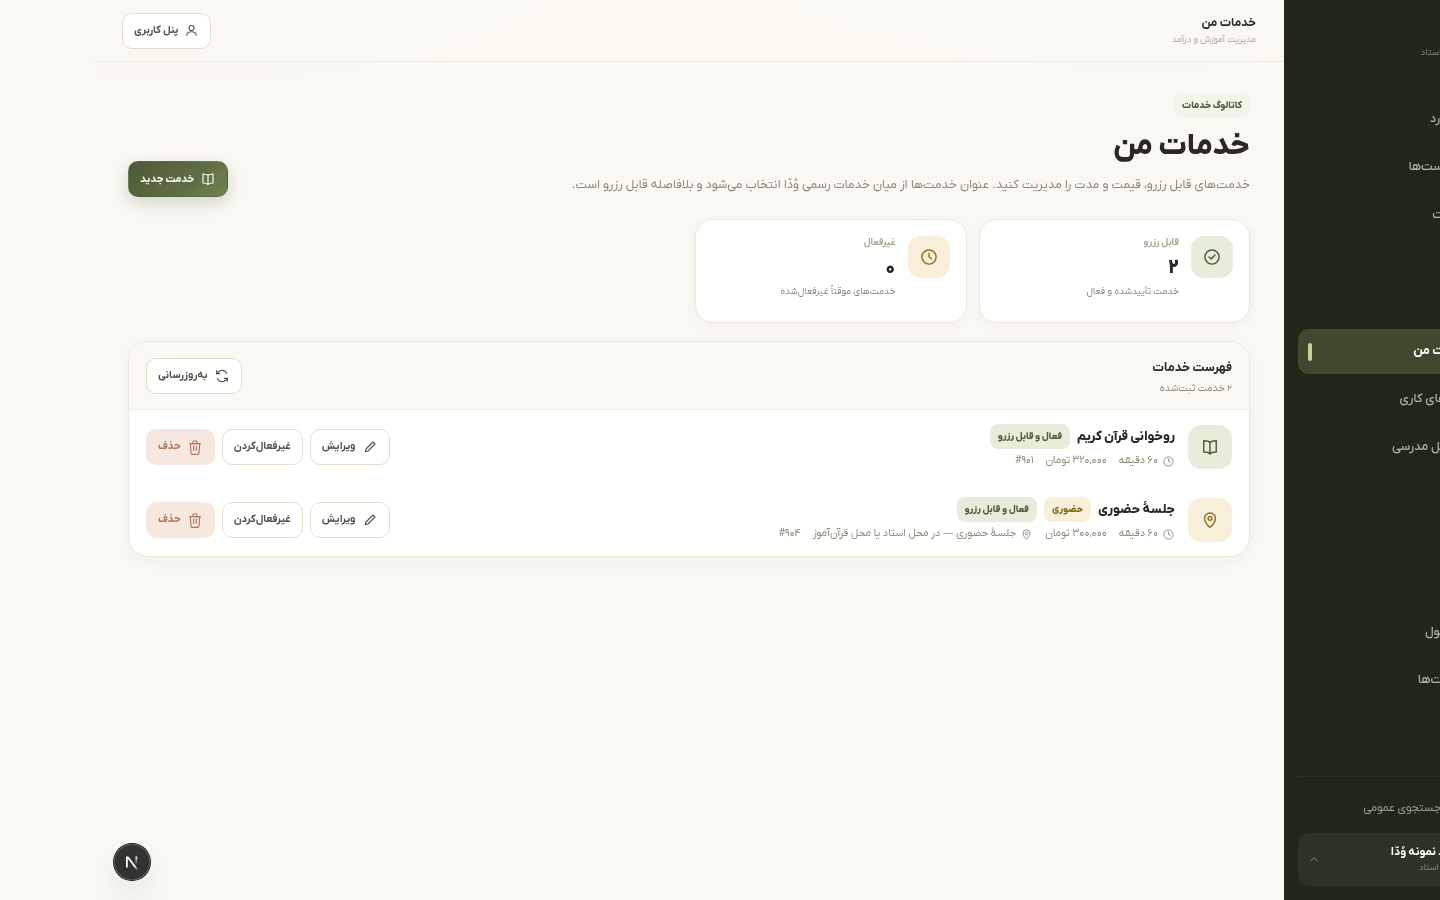 خدمات من
مدیریت آموزش و درآمد
پنل کاربری
کاتالوگ خدمات
خدمات من
خدمت‌های قابل رزرو، قیمت و مدت را مدیریت کنید. عنوان خدمت‌ها از میان خدمات رسمی وُدّا انتخاب می‌شود و بلافاصله قابل رزرو است.
خدمت جدید
قابل رزرو
۲
خدمت تأییدشده و فعال
غیرفعال
۰
خدمت‌های موقتاً غیرفعال‌شده
فهرست خدمات
۲ خدمت ثبت‌شده
به‌روزرسانی
روخوانی قرآن کریم فعال و قابل رزرو
۶۰ دقیقه ۳۲۰,۰۰۰ تومان #۹۰۱
ویرایش غیرفعال‌کردن حذف
جلسهٔ حضوری حضوری فعال و قابل رزرو
۶۰ دقیقه ۳۰۰,۰۰۰ تومان جلسهٔ حضوری — در محل استاد یا محل قرآن‌آموز #۹۰۴
ویرایش غیرفعال‌کردن حذف
استاد
من
کاری
مدرسی
جستجوی عمومی
نمونه وُدّا
استاد
N